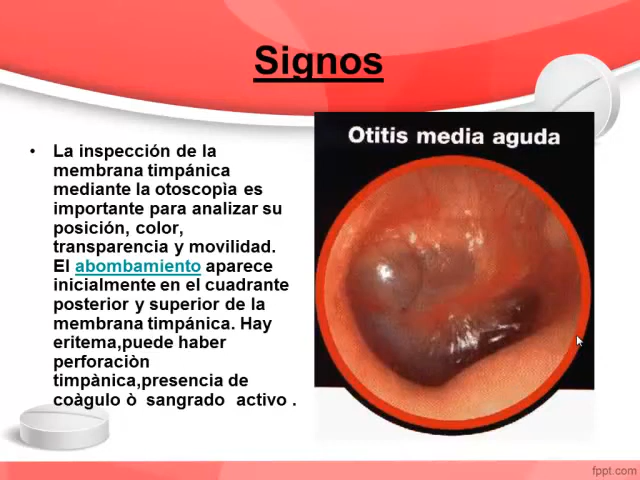 Signos
Otitis media aguda
• La inspección de la
membrana timpánica
mediante la otoscopìa es
importante para analizar su
posición, color,
transparencia y movilidad.
El abombamiento aparece
inicialmente en el cuadrante
posterior y superior de la
membrana timpánica. Hay
eritema,puede haber
perforaciòn
timpànica,presencia de
coàgulo ò sangrado activo .
fppt.com